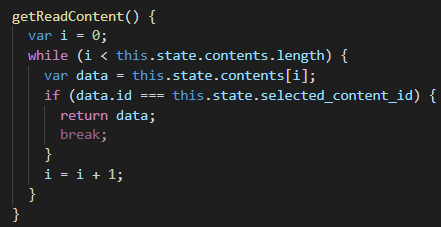 getReadContent() {
  var i = 0;
  while (i < this.state.contents.length) {
    var data = this.state.contents[i];
    if (data.id === this.state.selected_content_id) {
      return data;
      break;
    }
    i = i + 1;
  }
}